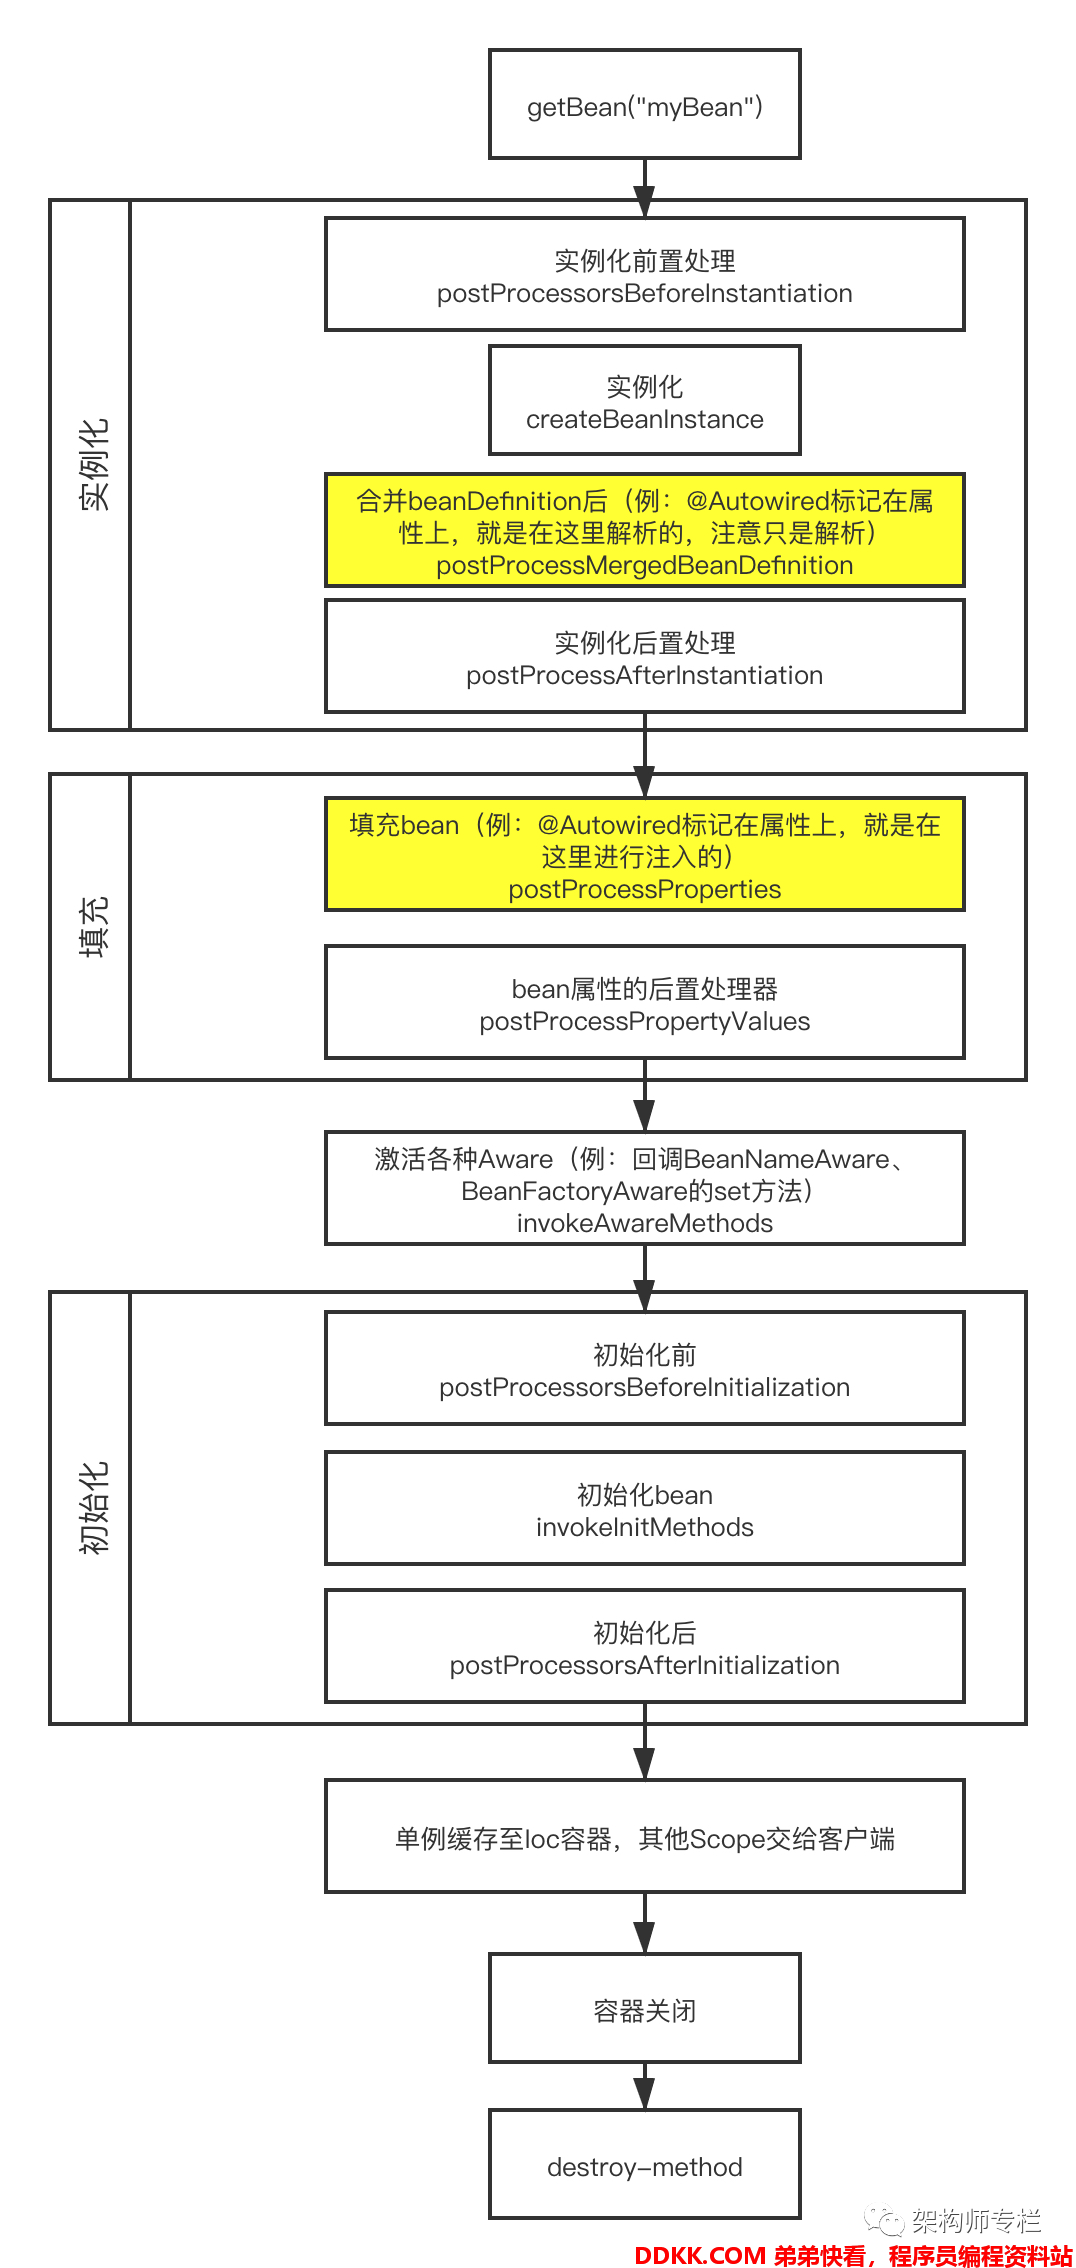 getBean("myBean")
实例化
实例化前置处理
postProcessorsBeforeInstantiation
实例化
createBeanInstance
合并beanDefinition后（例：@Autowired标记在属
性上，就是在这里解析的，注意只是解析）
postProcessMergedBeanDefinition
实例化后置处理
postProcessAfterInstantiation
填充
填充bean（例：@Autowired标记在属性上，就是在
这里进行注入的）
postProcessProperties
bean属性的后置处理器
postProcessPropertyValues
激活各种Aware（例：回调BeanNameAware、
BeanFactoryAware的set方法）
invokeAwareMethods
初始化
初始化前
postProcessorsBeforeInitialization
初始化bean
invokeInitMethods
初始化后
postProcessorsAfterInitialization
单例缓存至Ioc容器，其他Scope交给客户端
容器关闭
destroy-method
架构师专栏
DDKK.COM 弟弟快看，程序员编程资料站